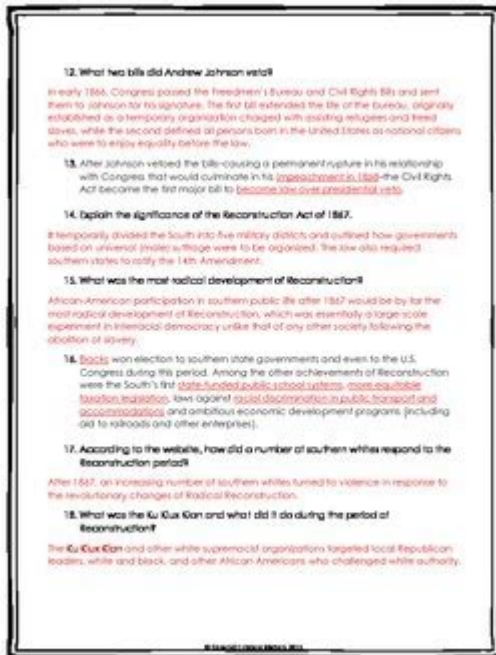 12. What two bills did Andrew Johnson veto?
In early 1866, Congress passed the Freedmen's Bureau and Civil Rights Bills and sent
them to Johnson for his signature. The first bill extended the life of the bureau, originally
established as a temporary organization charged with assisting refugees and freed
slaves, while the second defined all persons born in the United States as national citizens
who were to enjoy equality before the law.
13. After Johnson vetoed the bills-causing a permanent rupture in his relationship
with Congress that would culminate in his impeachment in 1868-the Civil Rights
Act became the first major bill to become law over presidential veto.
14. Explain the significance of the Reconstruction Act of 1867.
It temporarily divided the South into five military districts and outlined how governments
based on universal (male) suffrage were to be organized. The law also required
southern states to ratify the 14th Amendment.
15. What was the most radical development of Reconstruction?
African-American participation in southern public life after 1867 would be by far the
most radical development of Reconstruction, which was essentially a large-scale
experiment in interracial democracy unlike that of any other society following the
abolition of slavery.
16. Blacks won election to southern state governments and even to the U.S.
Congress during this period. Among the other achievements of Reconstruction
were the South's first state-funded public school systems, more equitable
taxation legislation, laws against racial discrimination in public transport and
accommodations and ambitious economic development programs (including
aid to railroads and other enterprises).
17. According to the website, how did a number of southern whites respond to the
Reconstruction period?
After 1867, an increasing number of southern whites turned to violence in response to
the revolutionary changes of Radical Reconstruction.
18. What was the Ku Klux Klan and what did it do during the period of
Reconstruction?
The Ku Klux Klan and other white supremacist organizations targeted local Republican
leaders, white and black, and other African Americans who challenged white authority.